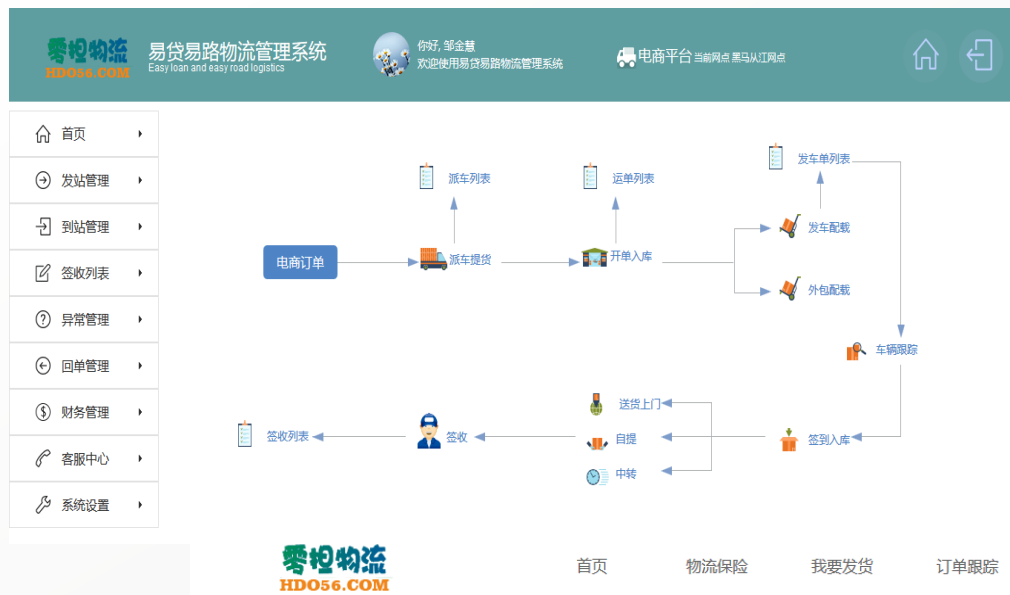 零担物流
HDO56.COM
易贷易路物流管理系统
Easy loan and easy road logistics
你好, 邹金慧
欢迎使用易贷易路物流管理系统
电商平台 当前网点 黑马从江网点
首页
发站管理
到站管理
签收列表
异常管理
回单管理
财务管理
客服中心
系统设置
派车列表
运单列表
发车单列表
电商订单
派车提货
开单入库
发车配载
外包配载
车辆跟踪
送货上门
签收列表
签收
自提
签到入库
中转
零担物流
HDO56.COM
首页
物流保险
我要发货
订单跟踪